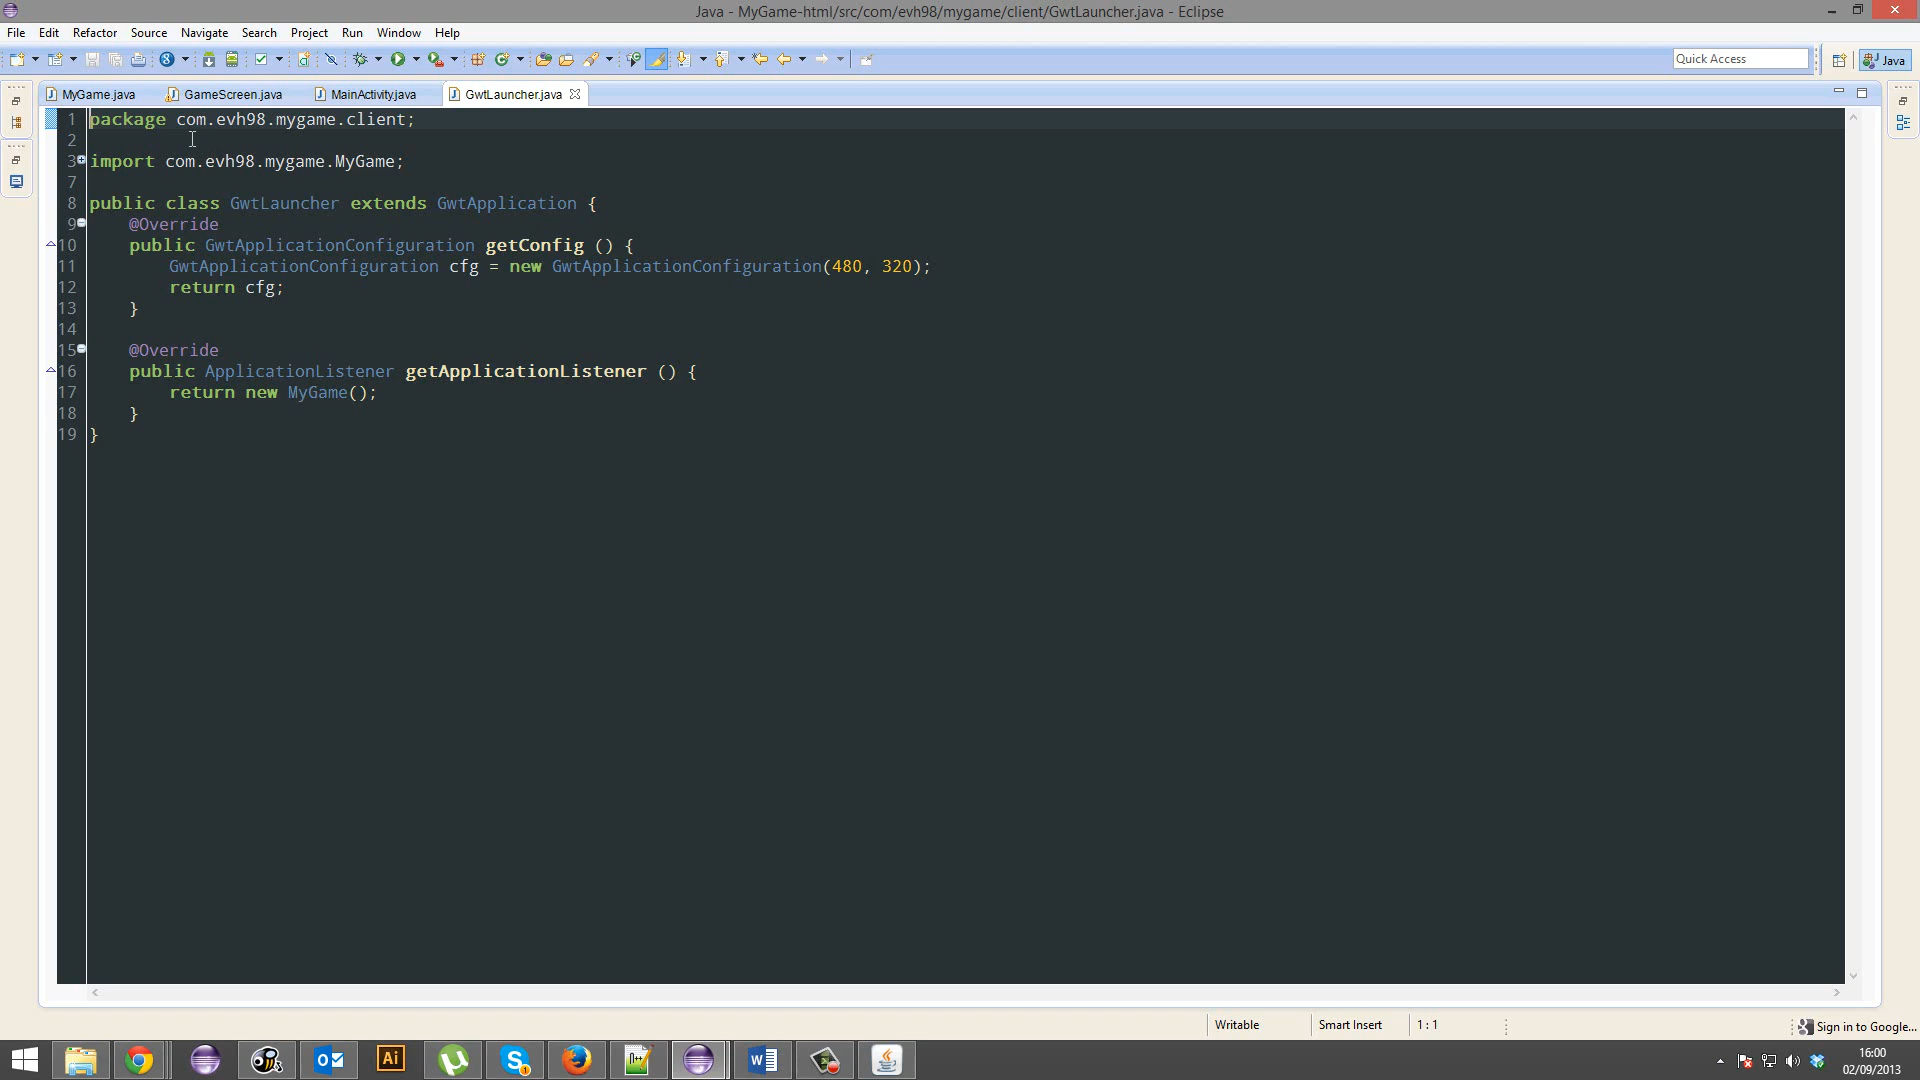 Java - MyGame-html/src/com/evh98/mygame/client/GwtLauncher.java - Eclipse
File Edit Refactor Source Navigate Search Project Run Window Help
Quick Access
Java
MyGame.java GameScreen.java MainActivity.java GwtLauncher.java
1 package com.evh98.mygame.client;
2
3 import com.evh98.mygame.MyGame;
7
8 public class GwtLauncher extends GwtApplication {
9 @Override
10 public GwtApplicationConfiguration getConfig () {
11 GwtApplicationConfiguration cfg = new GwtApplicationConfiguration(480, 320);
12 return cfg;
13 }
14
15 @Override
16 public ApplicationListener getApplicationListener () {
17 return new MyGame();
18 }
19 }
Writable Smart Insert 1 : 1
Sign in to Google...
Ai
16:00
02/09/2013